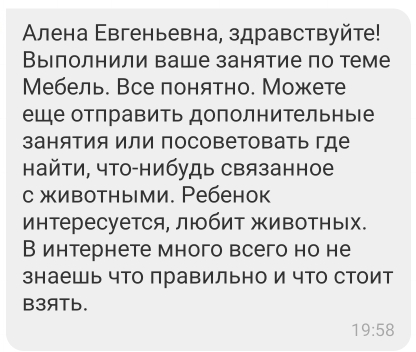 Алена Евгеньевна, здравствуйте!
Выполнили ваше занятие по теме
Мебель. Все понятно. Можете
еще отправить дополнительные
занятия или посоветовать где
найти, что-нибудь связанное
с животными. Ребенок
интересуется, любит животных.
В интернете много всего но не
знаешь что правильно и что стоит
взять.
19:58